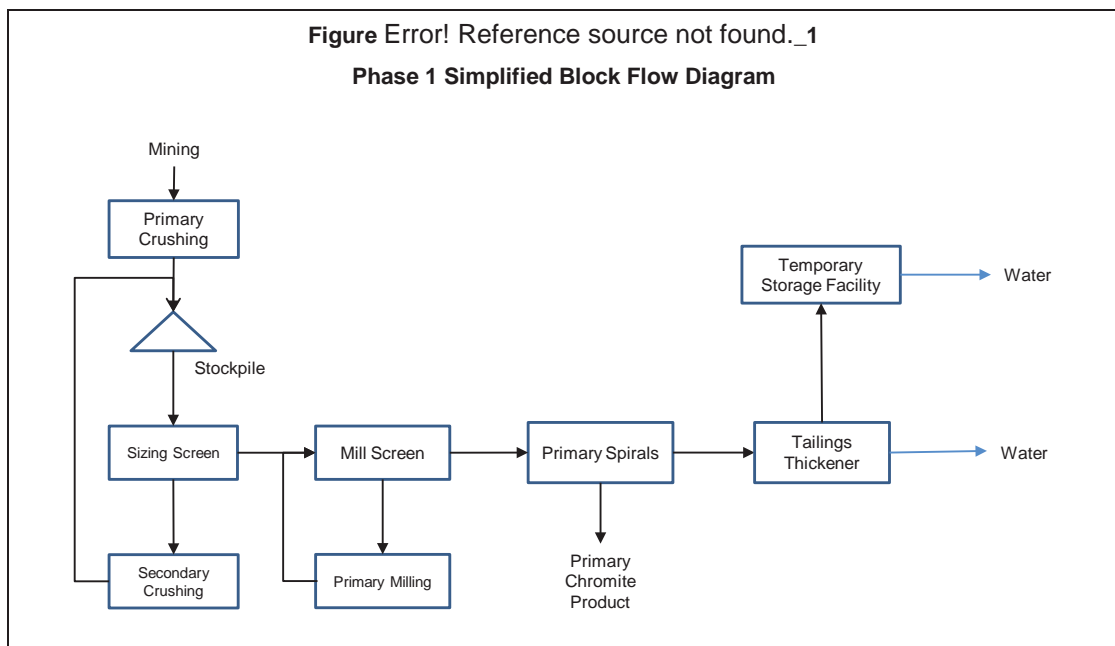 Figure Error! Reference source not found._1
Phase 1 Simplified Block Flow Diagram
Mining
Primary
Crushing
Stockpile
Sizing Screen
Secondary
Crushing
Mill Screen
Primary Milling
Primary Spirals
Primary
Chromite
Product
Tailings
Thickener
Water
Temporary
Storage Facility
Water